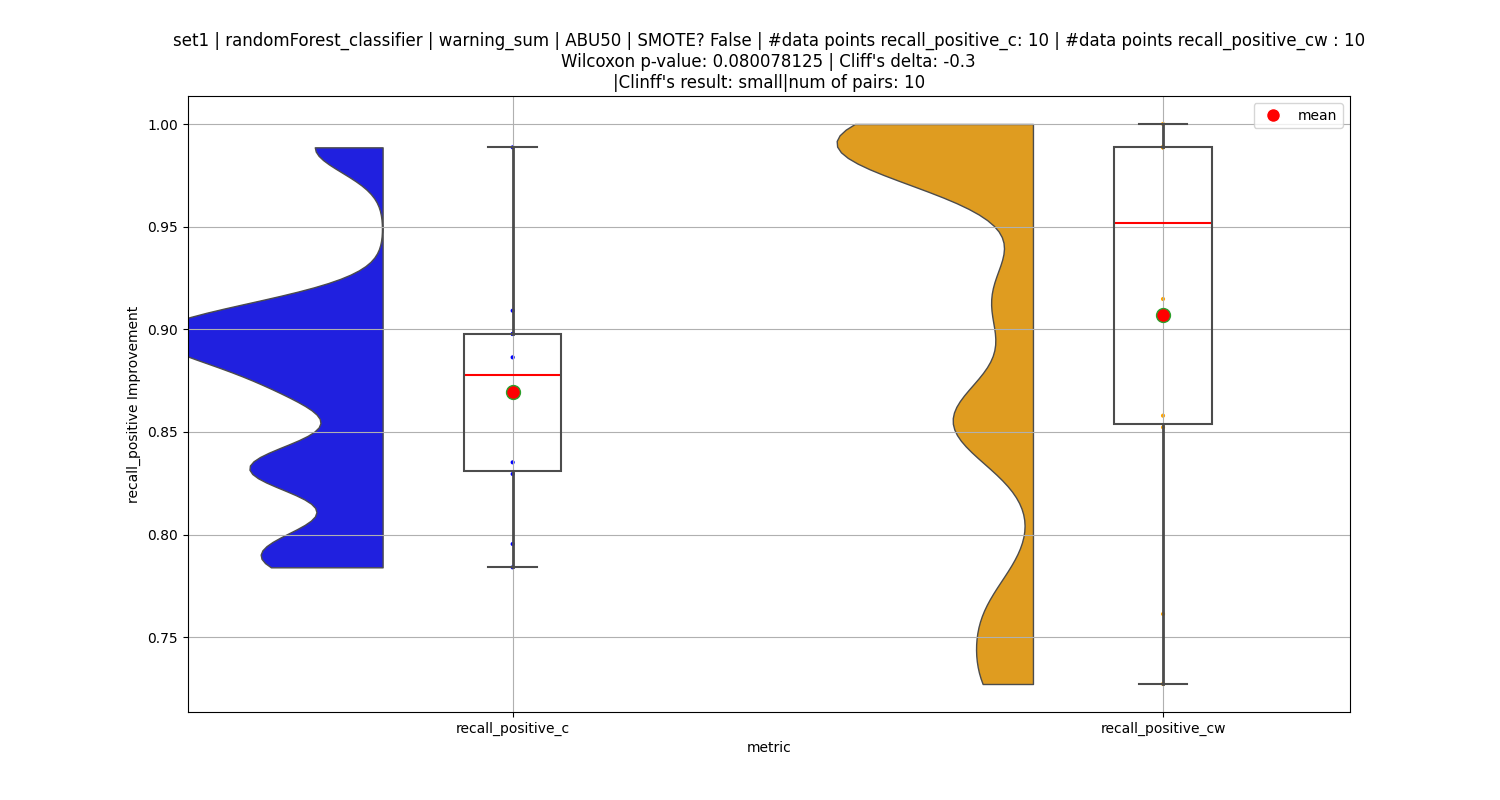 set1 | randomForest_classifier | warning_sum | ABU50 | SMOTE? False | #data points recall_positive_c: 10 | #data points recall_positive_cw : 10
Wilcoxon p-value: 0.080078125 | Cliff's delta: -0.3
|Clinff's result: small|num of pairs: 10
mean
1.00
0.95
0.90
0.85
0.80
0.75
recall_positive Improvement
recall_positive_c
recall_positive_cw
metric